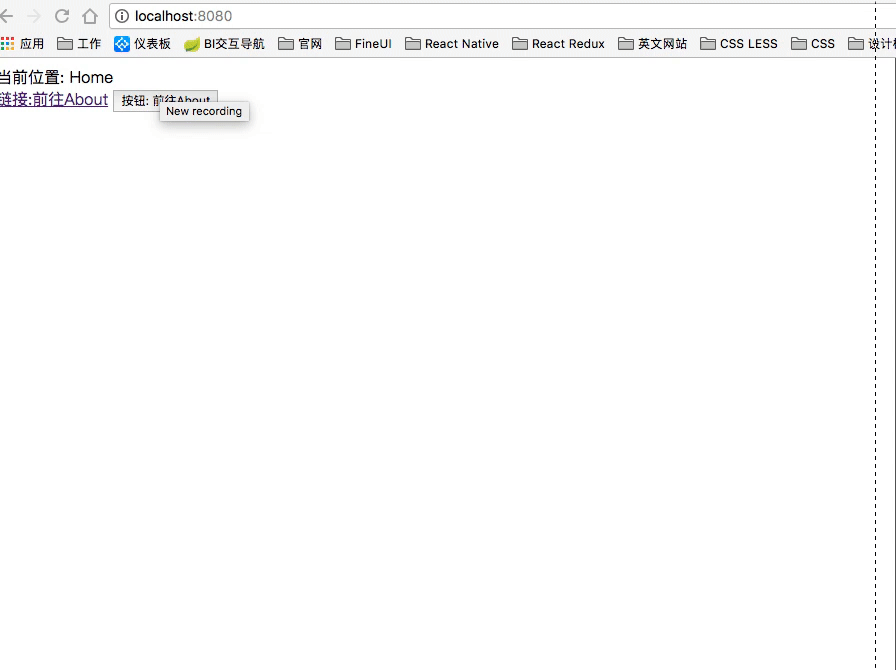 localhost:8080
应用 工作 仪表板 BI交互导航 官网 FineUI React Native React Redux 英文网站 CSS LESS CSS 设计
当前位置: Home
链接:前往About 按钮: 前往About
New recording